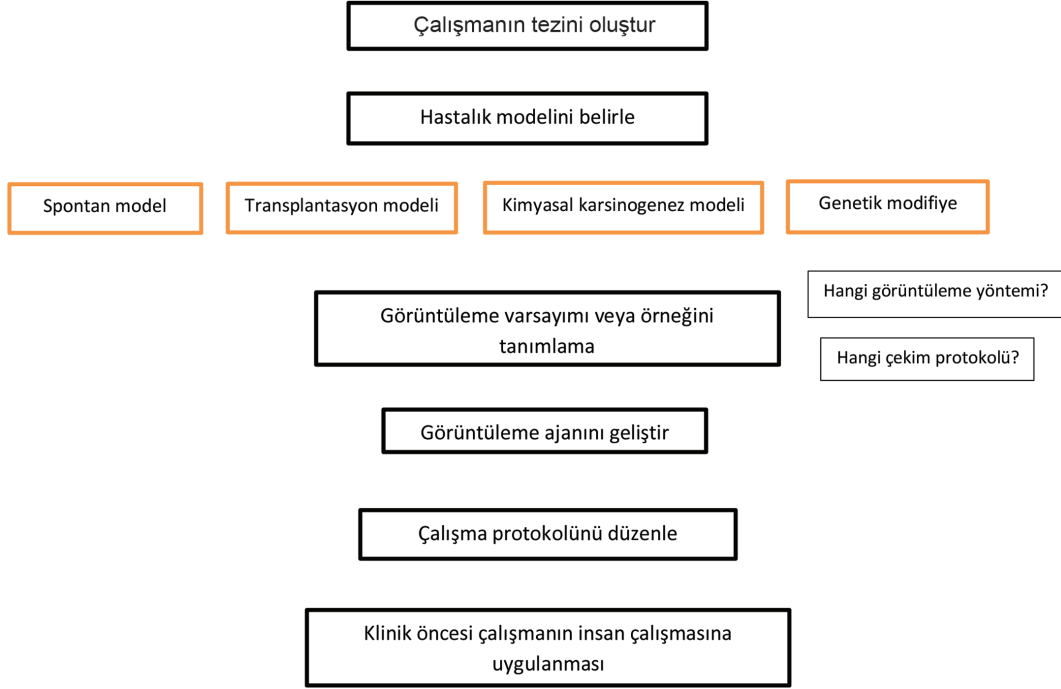 Çalışmanın tezini oluştur
Hastalık modelini belirle
Spontan model
Transplantasyon modeli
Kimyasal karsinogenez modeli
Genetik modifiye
Hangi görüntüleme yöntemi?
Görüntüleme varsayımı veya örneğini
tanımlama
Hangi çekim protokolü?
Görüntüleme ajanını geliştir
Çalışma protokolünü düzenle
Klinik öncesi çalışmanın insan çalışmasına
uygulanması